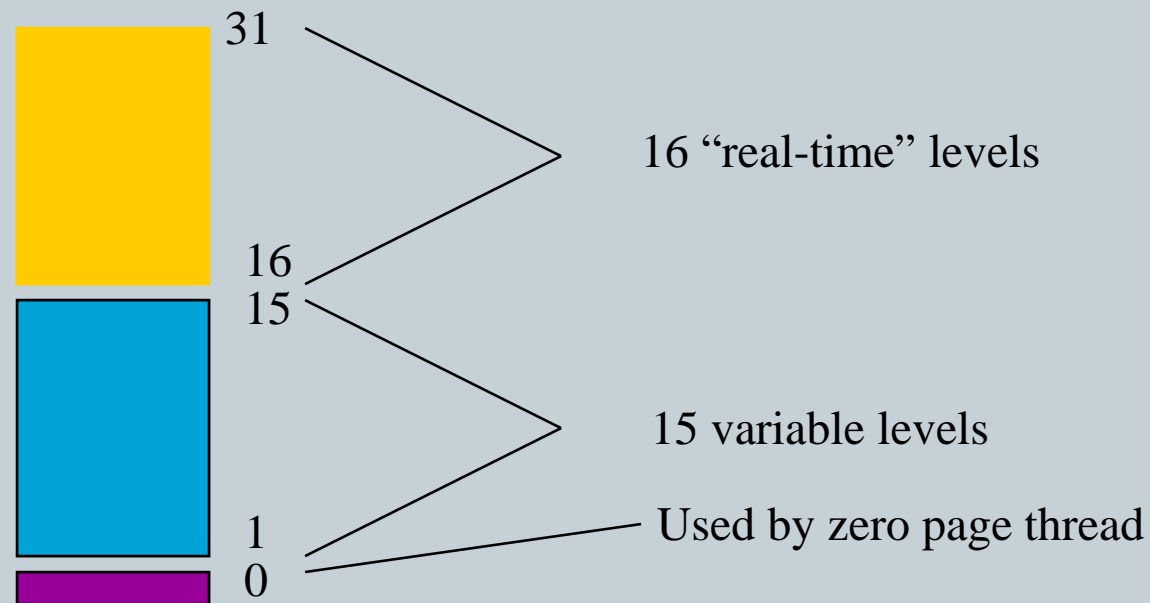 31
16 “real-time” levels
16
15
15 variable levels
1
Used by zero page thread
0